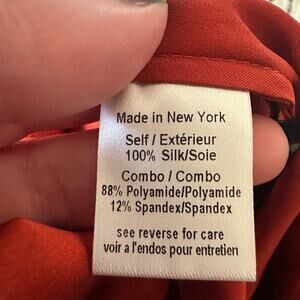 Made in New York
Self / Extérieur
100% Silk/Soie
Combo / Combo
88% Polyamide/Polyamide
12% Spandex/Spandex
see reverse for care
voir a l'endos pour entretien